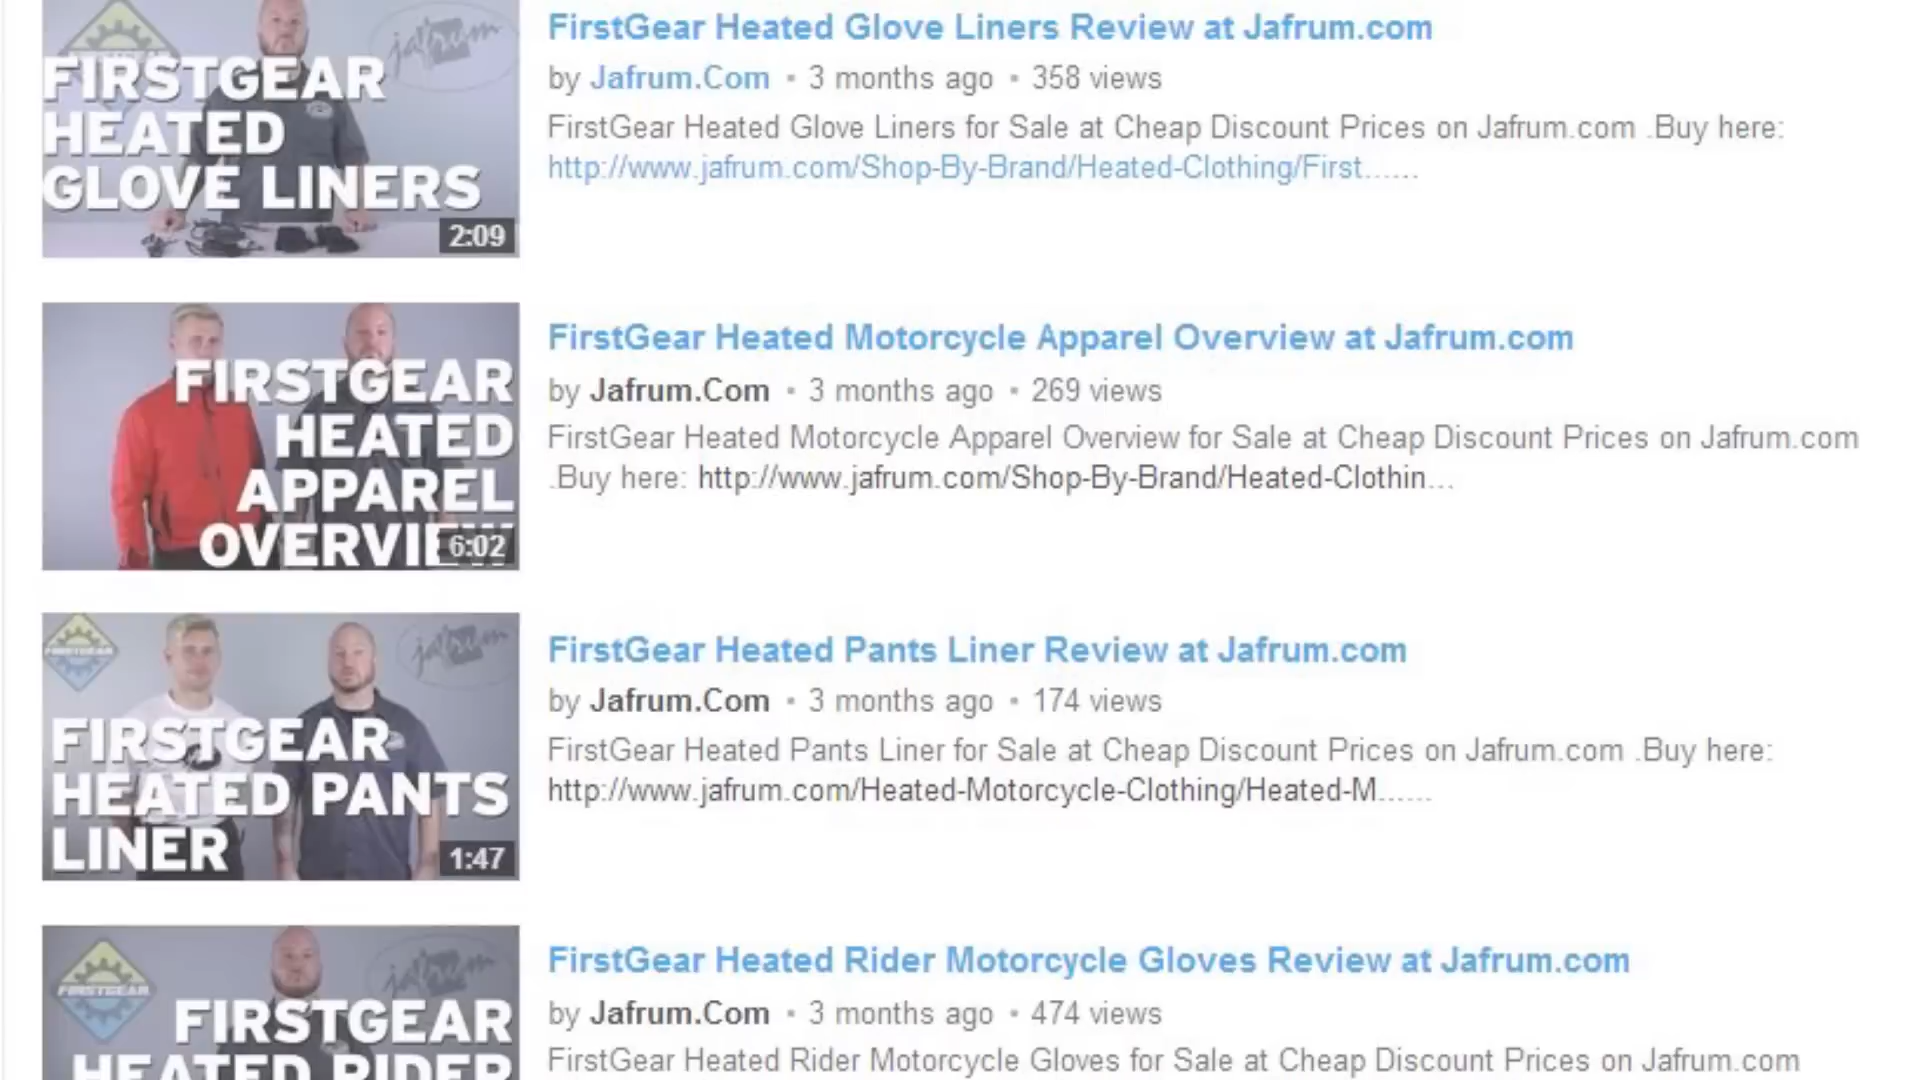 FIRSTGEAR
HEATED
GLOVE LINERS
jafrum
2:09
FirstGear Heated Glove Liners Review at Jafrum.com
by Jafrum.Com • 3 months ago • 358 views
FirstGear Heated Glove Liners for Sale at Cheap Discount Prices on Jafrum.com .Buy here:
http://www.jafrum.com/Shop-By-Brand/Heated-Clothing/First......
FIRSTGEAR
HEATED
APPAREL
OVERVIEW
6:02
FirstGear Heated Motorcycle Apparel Overview at Jafrum.com
by Jafrum.Com • 3 months ago • 269 views
FirstGear Heated Motorcycle Apparel Overview for Sale at Cheap Discount Prices on Jafrum.com
.Buy here: http://www.jafrum.com/Shop-By-Brand/Heated-Clothin...
FIRSTGEAR
jafrum
FIRSTGEAR
HEATED PANTS
LINER
1:47
FirstGear Heated Pants Liner Review at Jafrum.com
by Jafrum.Com • 3 months ago • 174 views
FirstGear Heated Pants Liner for Sale at Cheap Discount Prices on Jafrum.com .Buy here:
http://www.jafrum.com/Heated-Motorcycle-Clothing/Heated-M......
FIRSTGEAR
jafrum
FIRSTGEAR
HEATED RIDER
FirstGear Heated Rider Motorcycle Gloves Review at Jafrum.com
by Jafrum.Com • 3 months ago • 474 views
FirstGear Heated Rider Motorcycle Gloves for Sale at Cheap Discount Prices on Jafrum.com